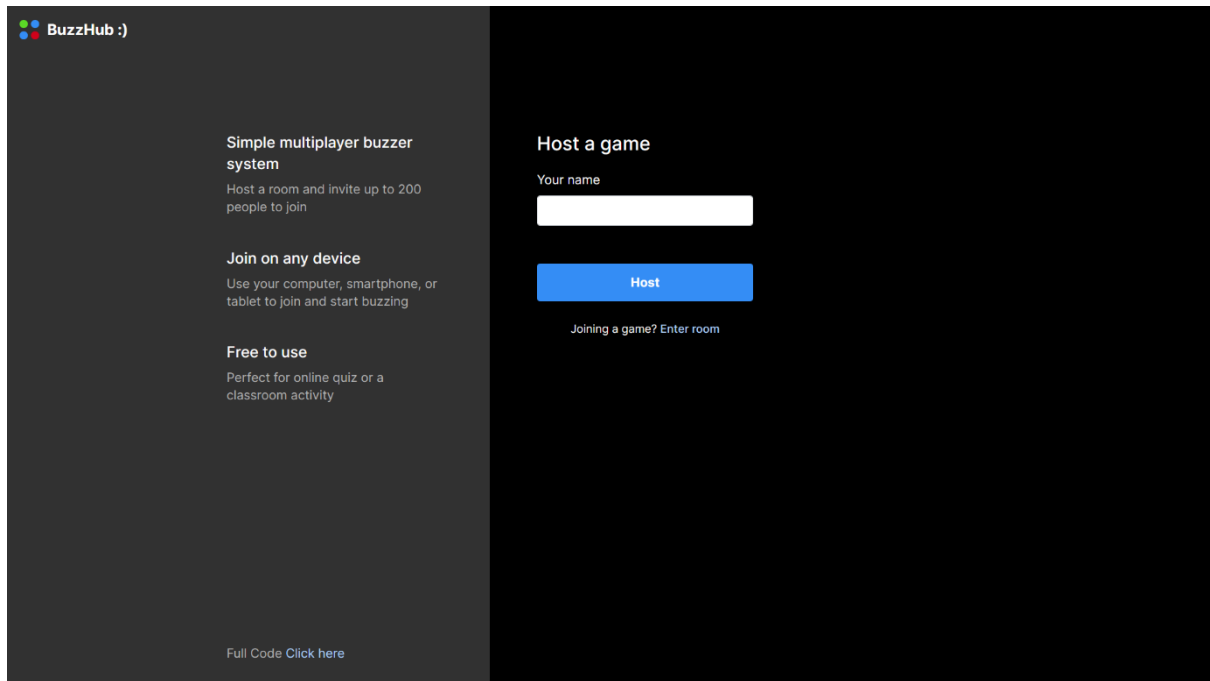 BuzzHub :)
Simple multiplayer buzzer
system
Host a room and invite up to 200
people to join
Join on any device
Use your computer, smartphone, or
tablet to join and start buzzing
Free to use
Perfect for online quiz or a
classroom activity
Full Code Click here
Host a game
Your name
Host
Joining a game? Enter room